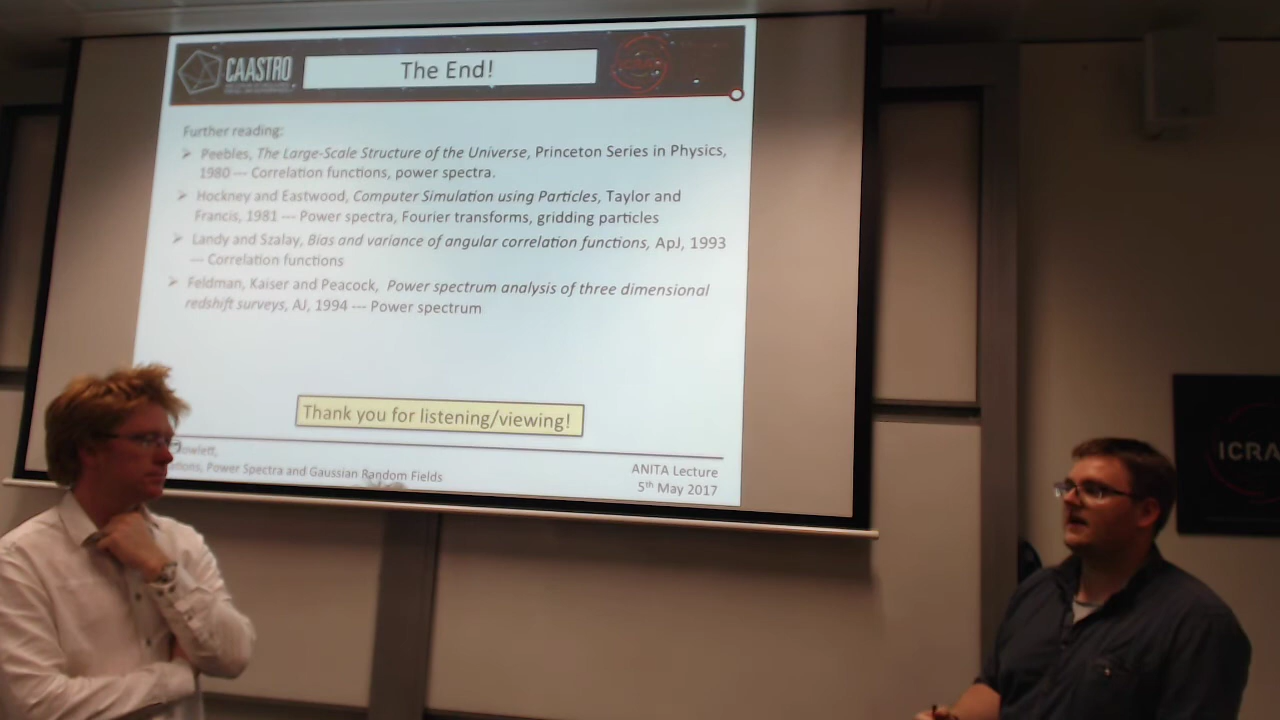 CAASTRO
The End!
Further reading:
➢ Peebles, The Large-Scale Structure of the Universe, Princeton Series in Physics,
1980 --- Correlation functions, power spectra.
➢ Hockney and Eastwood, Computer Simulation using Particles, Taylor and
Francis, 1981 --- Power spectra, Fourier transforms, gridding particles
➢ Landy and Szalay, Bias and variance of angular correlation functions, ApJ, 1993
--- Correlation functions
➢ Feldman, Kaiser and Peacock, Power spectrum analysis of three dimensional
redshift surveys, AJ, 1994 --- Power spectrum
Thank you for listening/viewing!
Power Spectra and Gaussian Random Fields
ANITA Lecture
5th May 2017
ICRA